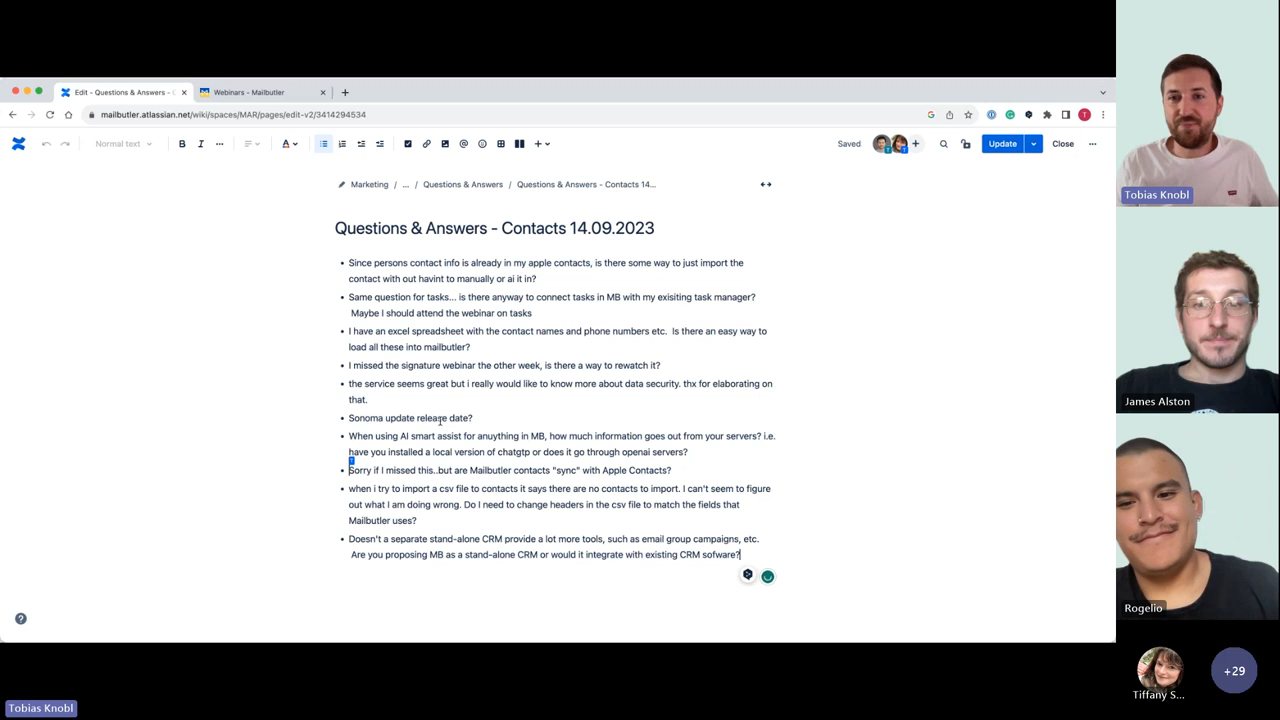 Edit - Questions & Answers - C
Webinars - Mailbutler
mailbutler.atlassian.net/wiki/spaces/MAR/pages/edit-v2/3414294534
Normal text
Saved
Update
Close
Marketing / ... / Questions & Answers / Questions & Answers - Contacts 14...
Questions & Answers - Contacts 14.09.2023
• Since persons contact info is already in my apple contacts, is there some way to just import the
contact with out havint to manually or ai it in?
• Same question for tasks... is there anyway to connect tasks in MB with my exisiting task manager?
Maybe I should attend the webinar on tasks
• I have an excel spreadsheet with the contact names and phone numbers etc. Is there an easy way to
load all these into mailbutler?
• I missed the signature webinar the other week, is there a way to rewatch it?
• the service seems great but i really would like to know more about data security. thx for elaborating on
that.
• Sonoma update release date?
• When using AI smart assist for anuything in MB, how much information goes out from your servers? i.e.
have you installed a local version of chatgtp or does it go through openai servers?
• Sorry if I missed this..but are Mailbutler contacts "sync" with Apple Contacts?
• when i try to import a csv file to contacts it says there are no contacts to import. I can't seem to figure
out what I am doing wrong. Do I need to change headers in the csv file to match the fields that
Mailbutler uses?
• Doesn't a separate stand-alone CRM provide a lot more tools, such as email group campaigns, etc.
Are you proposing MB as a stand-alone CRM or would it integrate with existing CRM sofware?
Tobias Knobl
James Alston
Rogelio
Tiffany S...
+29
Tobias Knobl